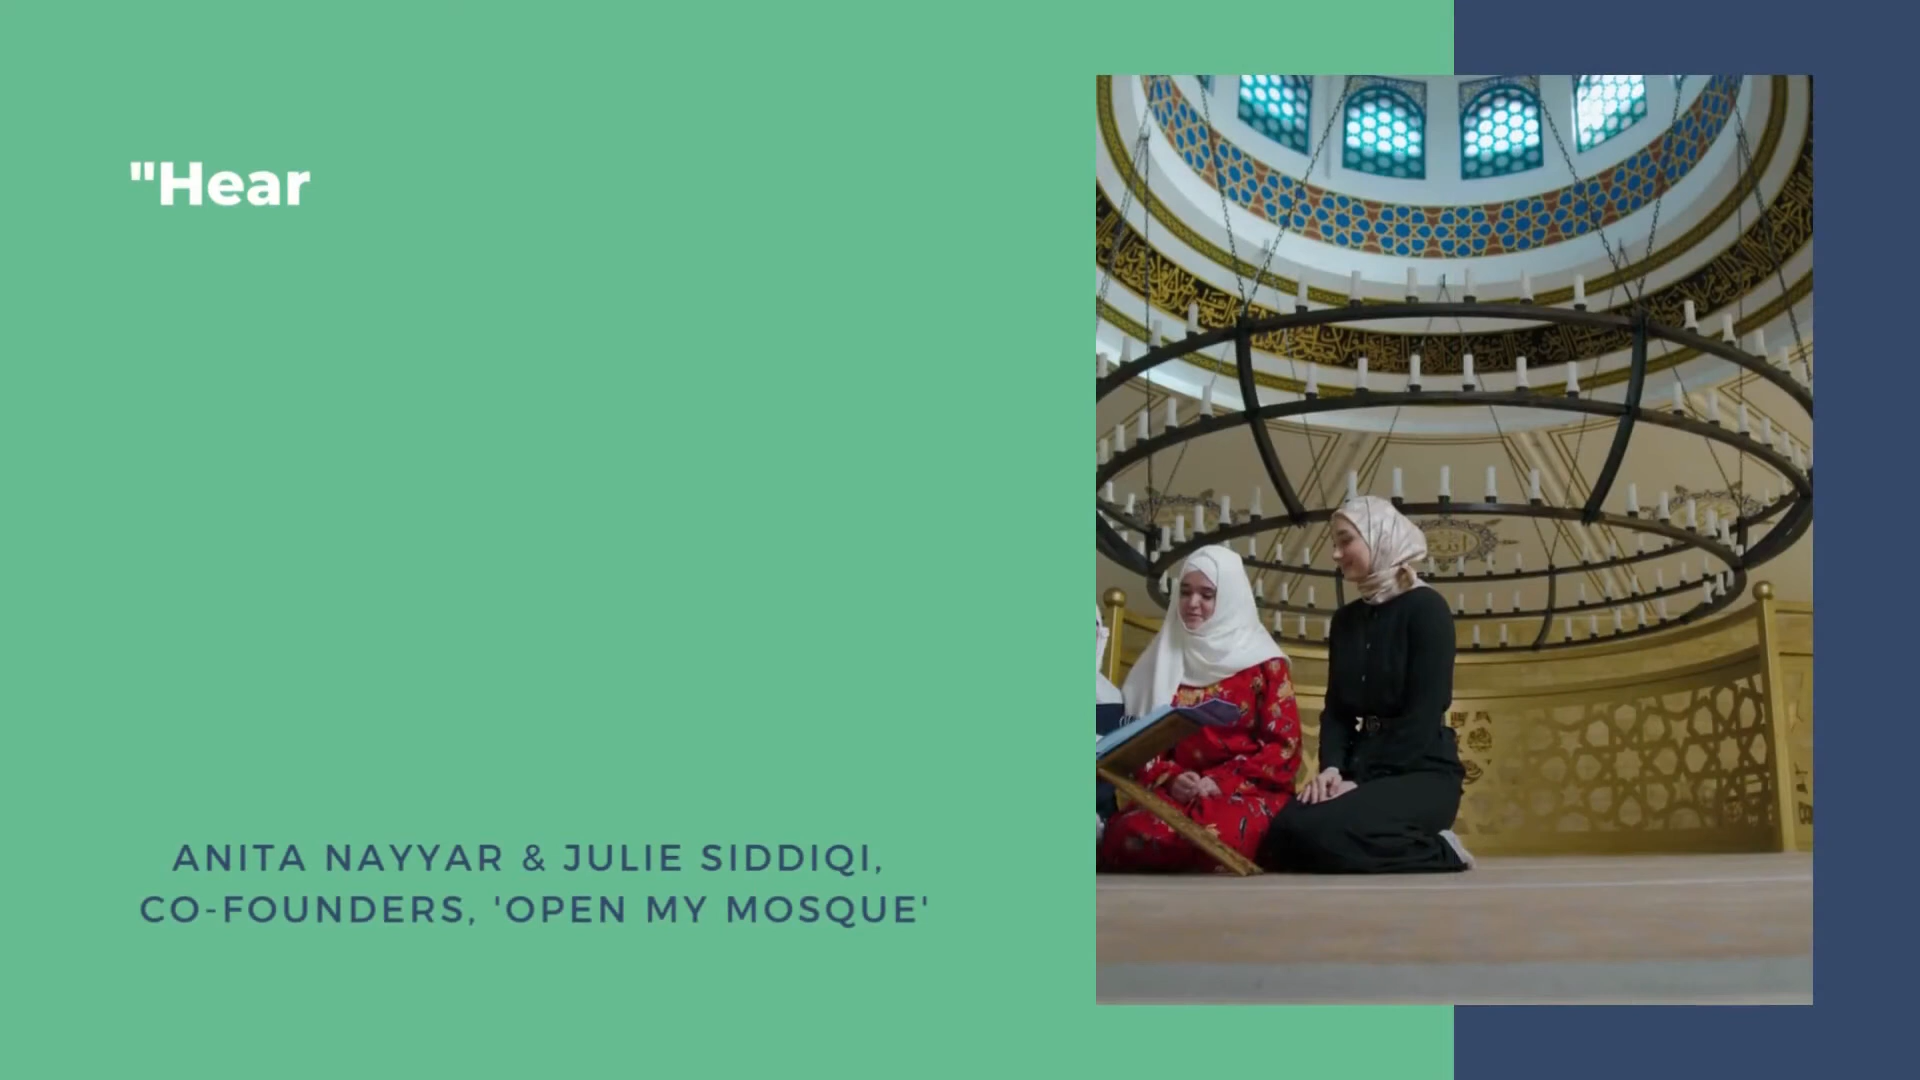 "Hear
ANITA NAYYAR & JULIE SIDDIQI,
CO-FOUNDERS, 'OPEN MY MOSQUE'